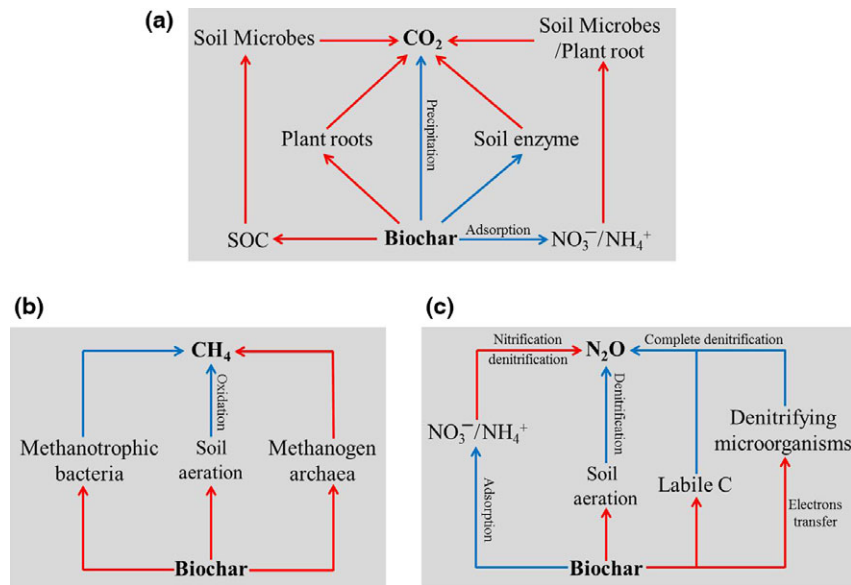 (a)
Soil Microbes
CO₂
Soil Microbes
/Plant root
Precipitation
Plant roots
Soil enzyme
SOC
Biochar
Adsorption
NO₃⁻/NH₄⁺
(b)
CH₄
Oxidation
Methanotrophic
bacteria
Soil
aeration
Methanogen
archaea
Biochar
(c)
Nitrification
denitrification
N₂O
Complete denitrification
Denitrification
NO₃⁻/NH₄⁺
Denitrifying
microorganisms
Soil
aeration
Labile C
Adsorption
Electrons
transfer
Biochar